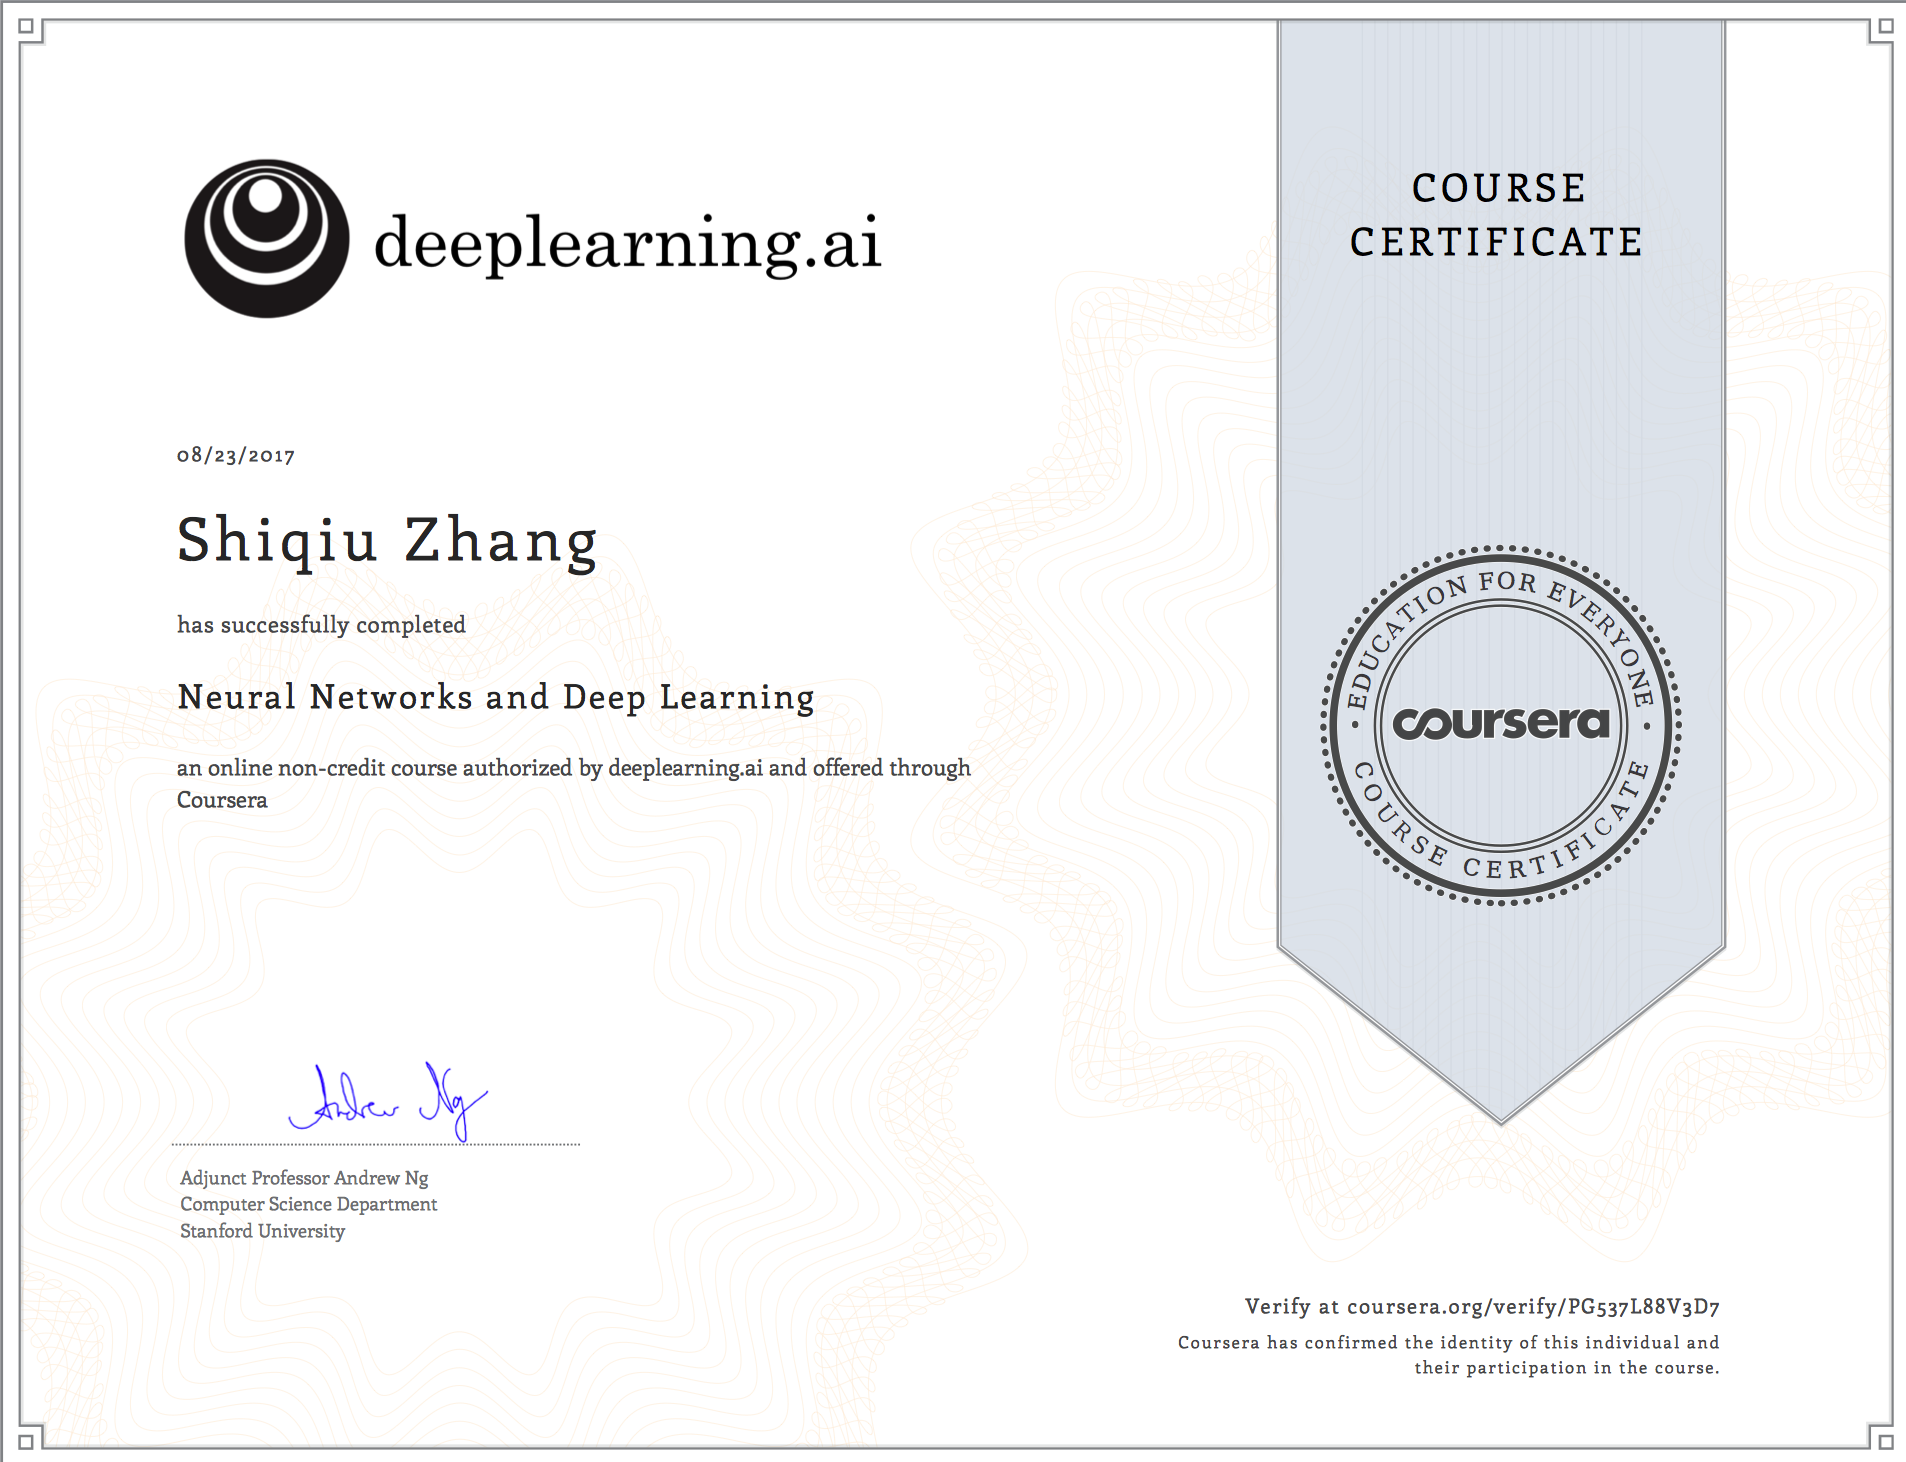 deeplearning.ai
COURSE
CERTIFICATE
08/23/2017
Shiqiu Zhang
has successfully completed
Neural Networks and Deep Learning
an online non-credit course authorized by deeplearning.ai and offered through
Coursera
EDUCATION FOR EVERYONE
coursera
COURSE CERTIFICATE
Andrew Ng
Adjunct Professor Andrew Ng
Computer Science Department
Stanford University
Verify at coursera.org/verify/PG537L88V3D7
Coursera has confirmed the identity of this individual and
their participation in the course.